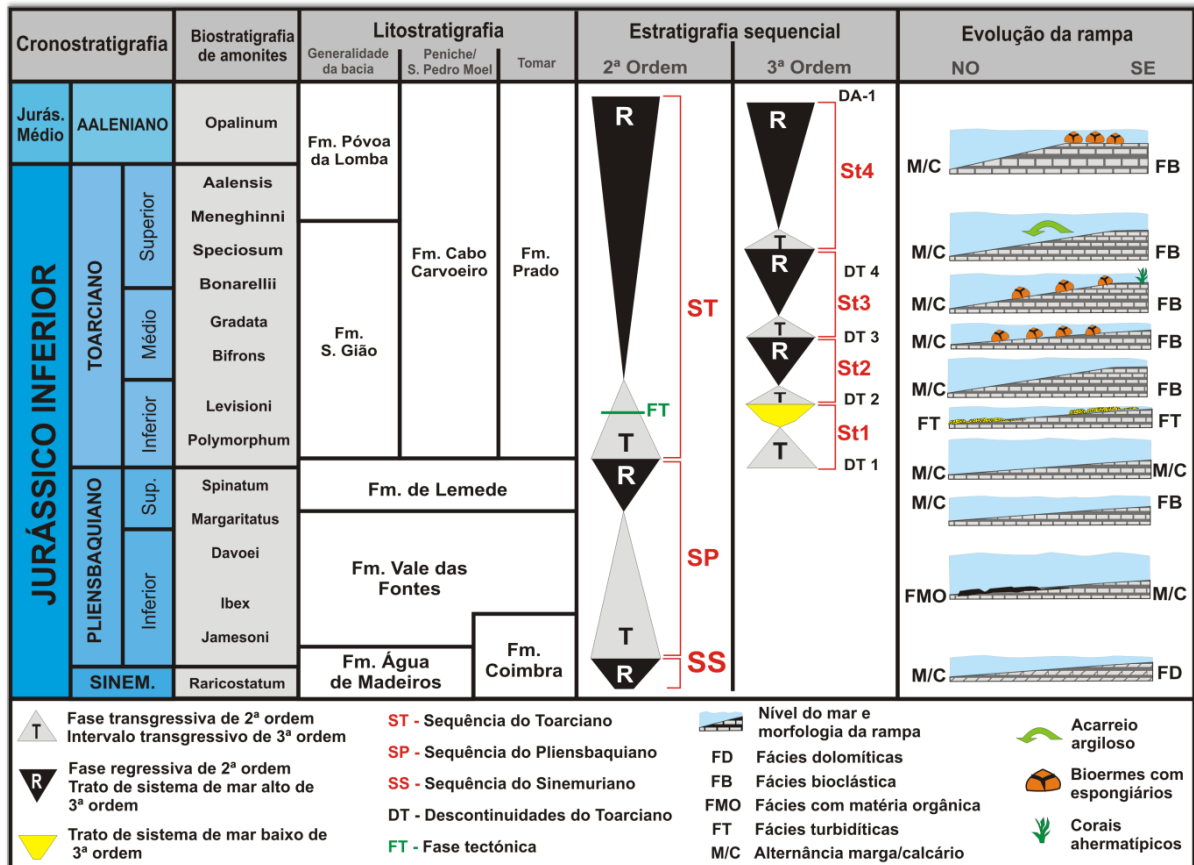 Cronostratigrafia
Biostratigrafia
de amonites
Litostratigrafia
Generalidade
da bacia
Peniche/
S. Pedro Moel
Tomar
Estratigrafia sequencial
2ª Ordem
3ª Ordem
Evolução da rampa
NO
SE
Jurás.
Médio
AALENIANO
JURÁSSICO INFERIOR
TOARCIANO
Superior
Médio
Inferior
PLIENSBAQUIANO
Sup.
Inferior
SINEM.
Opalinum
Aalensis
Meneghinni
Speciosum
Bonarellii
Gradata
Bifrons
Levisioni
Polymorphum
Spinatum
Margaritatus
Davoei
Ibex
Jamesoni
Raricostatum
Fm. Póvoa
da Lomba
Fm.
S. Gião
Fm. Cabo
Carvoeiro
Fm.
Prado
Fm. de Lemede
Fm. Vale das
Fontes
Fm. Água
de Madeiros
Fm.
Coimbra
R
ST
FT
T
R
SP
T
R
SS
DA-1
R
St4
T
R
DT 4
St3
T
DT 3
R
St2
T
DT 2
St1
T
DT 1
M/C
FB
M/C
FB
M/C
FB
M/C
FB
M/C
FB
FT
FT
M/C
M/C
M/C
FB
FMO
M/C
M/C
FD
T
Fase transgressiva de 2ª ordem
Intervalo transgressivo de 3ª ordem
R
Fase regressiva de 2ª ordem
Trato de sistema de mar alto de
3ª ordem
Trato de sistema de mar baixo de
3ª ordem
ST - Sequência do Toarciano
SP - Sequência do Pliensbaquiano
SS - Sequência do Sinemuriano
DT - Descontinuidades do Toarciano
FT - Fase tectónica
Nível do mar e
morfologia da rampa
FD Fácies dolomíticas
FB Fácies bioclástica
FMO Fácies com matéria orgânica
FT Fácies turbidíticas
M/C Alternância marga/calcário
Acarreio
argiloso
Bioermes com
espongiários
Corais
ahermatípicos